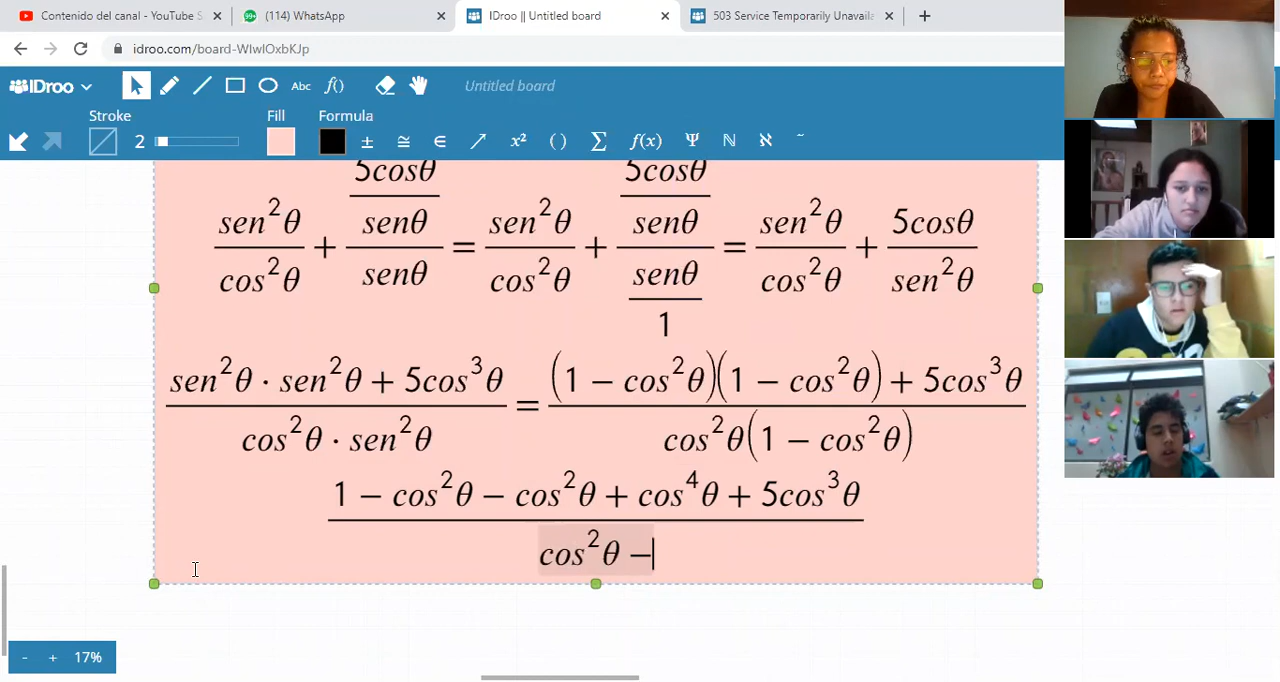 Contenido del canal - YouTube S
(114) WhatsApp
IDroo || Untitled board
503 Service Temporarily Unavaila
idroo.com/board-WIwIOxbKJp
IDroo
Abc
f()
Untitled board
Stroke
Fill
Formula
2
± ≅ ∈ x² ( ) ∑ f(x) Ψ ℕ ℵ ~
sen²θ/cos²θ + (5cosθ/senθ)/senθ = sen²θ/cos²θ + (5cosθ/senθ)/(senθ/1) = sen²θ/cos²θ + 5cosθ/sen²θ
(sen²θ · sen²θ + 5cos³θ)/(cos²θ · sen²θ) = ((1 − cos²θ)(1 − cos²θ) + 5cos³θ)/(cos²θ(1 − cos²θ))
1 − cos²θ − cos²θ + cos⁴θ + 5cos³θ
cos²θ −
- + 17%